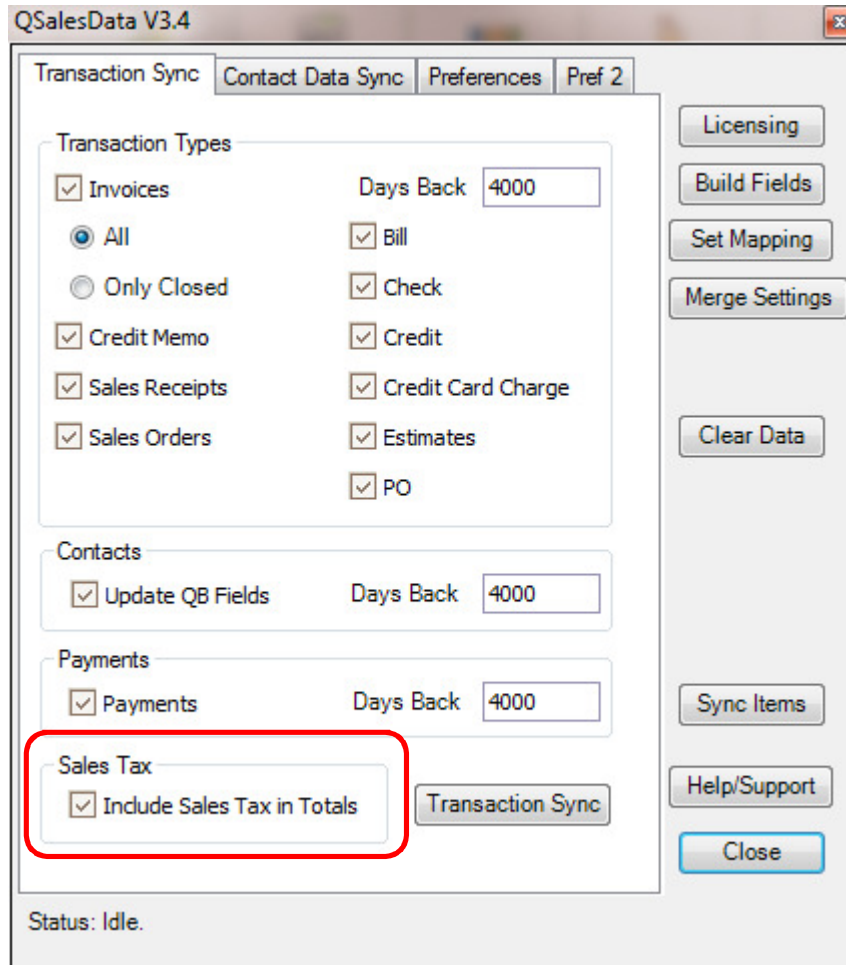 QSalesData V3.4
Transaction Sync Contact Data Sync Preferences Pref 2
Transaction Types
Invoices Days Back 4000
All Bill
Only Closed Check
Credit Memo Credit
Sales Receipts Credit Card Charge
Sales Orders Estimates
PO
Contacts
Update QB Fields Days Back 4000
Payments
Payments Days Back 4000
Sales Tax
Include Sales Tax in Totals Transaction Sync
Licensing
Build Fields
Set Mapping
Merge Settings
Clear Data
Sync Items
Help/Support
Close
Status: Idle.